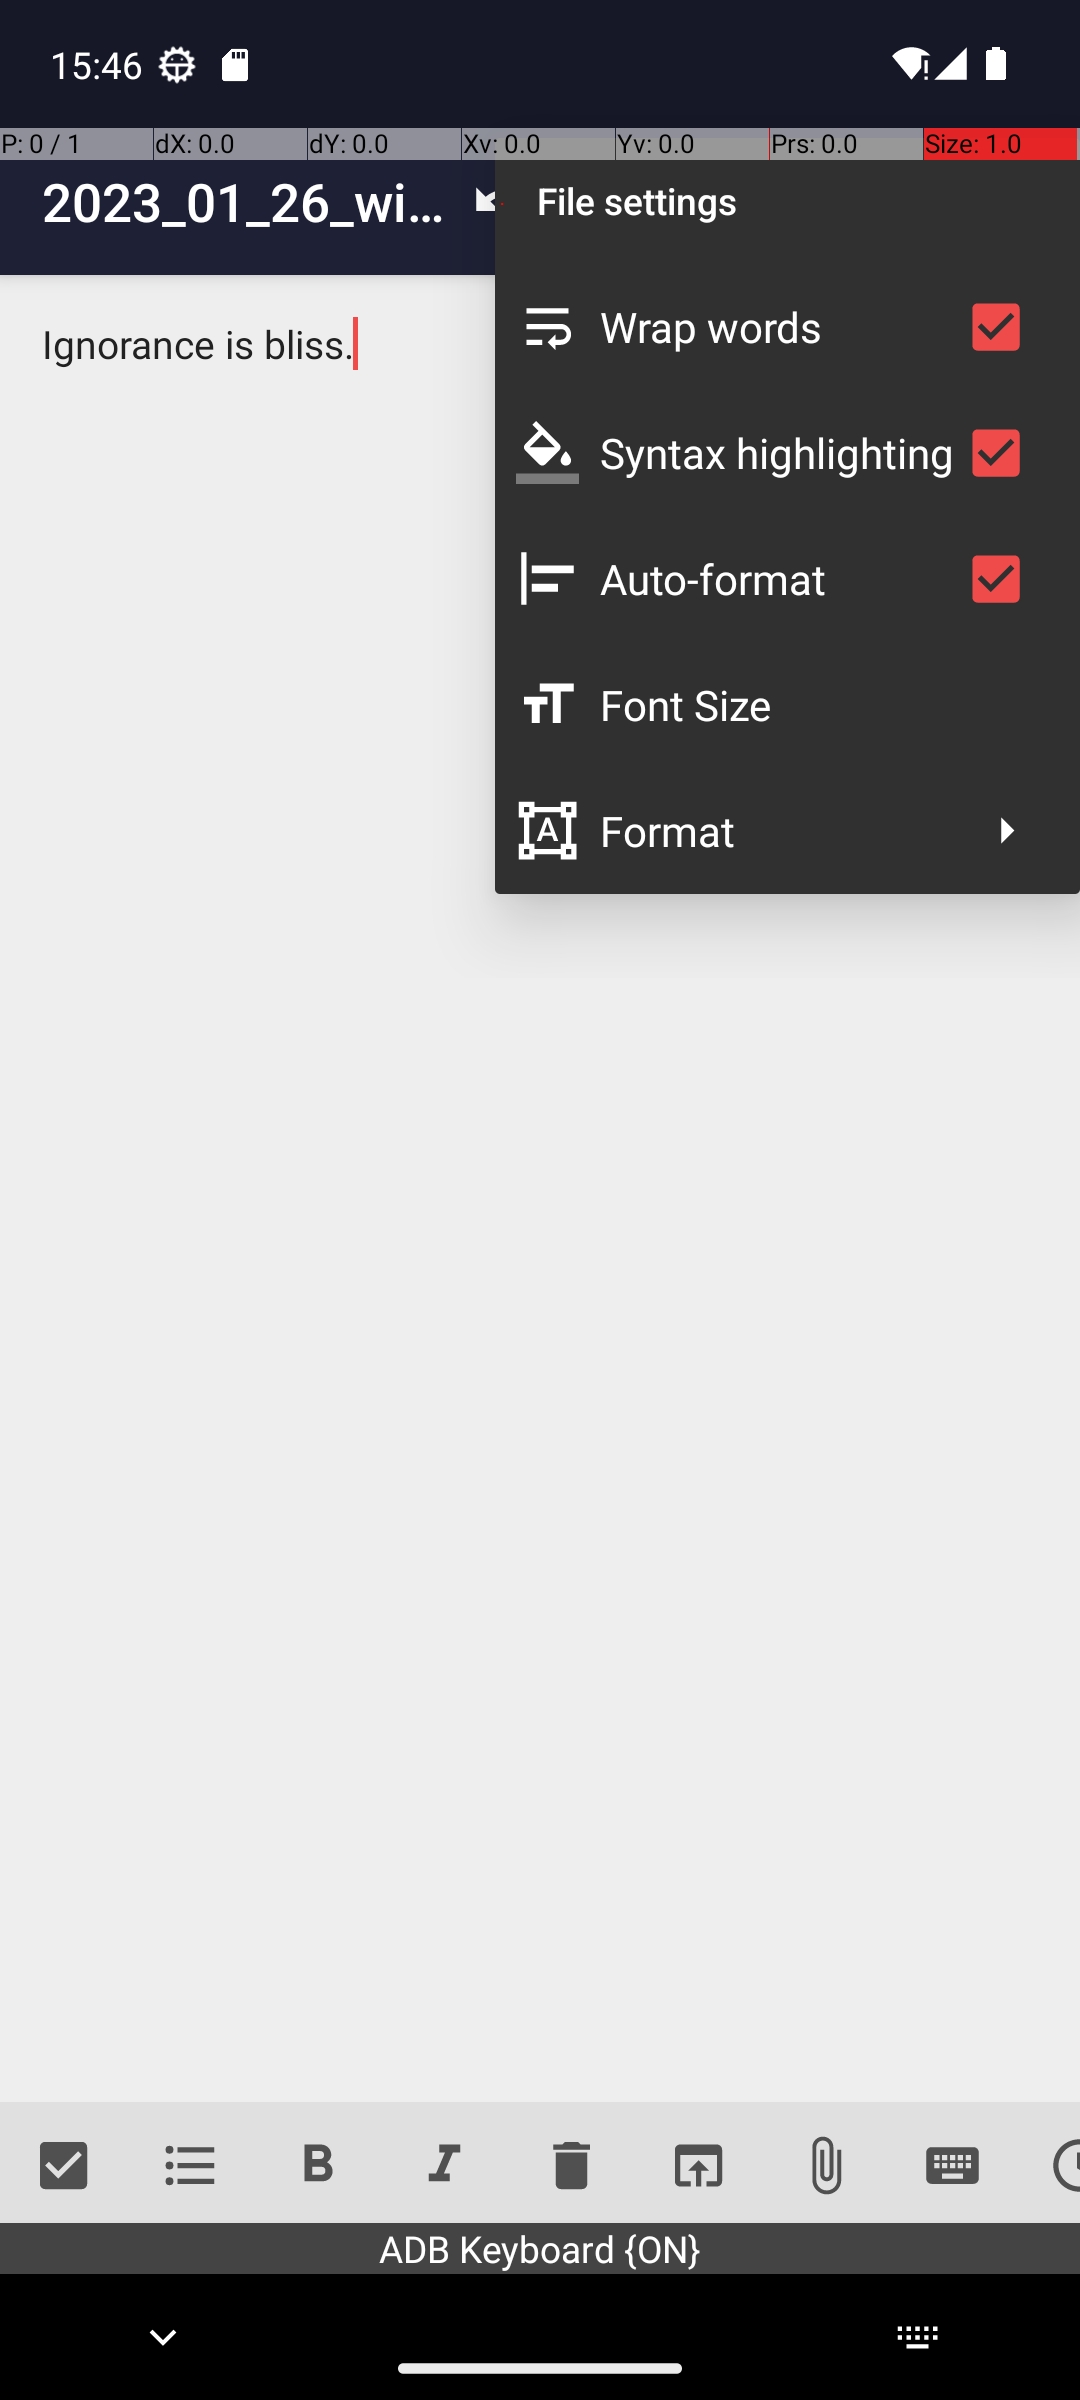 15:46
P: 0 / 1 dX: 0.0 dY: 0.0 Xv: 0.0 Yv: 0.0 Prs: 0.0 Size: 1.0
2023_01_26_wi...
File settings
Ignorance is bliss.
Wrap words
Syntax highlighting
Auto-format
Font Size
Format
ADB Keyboard {ON}